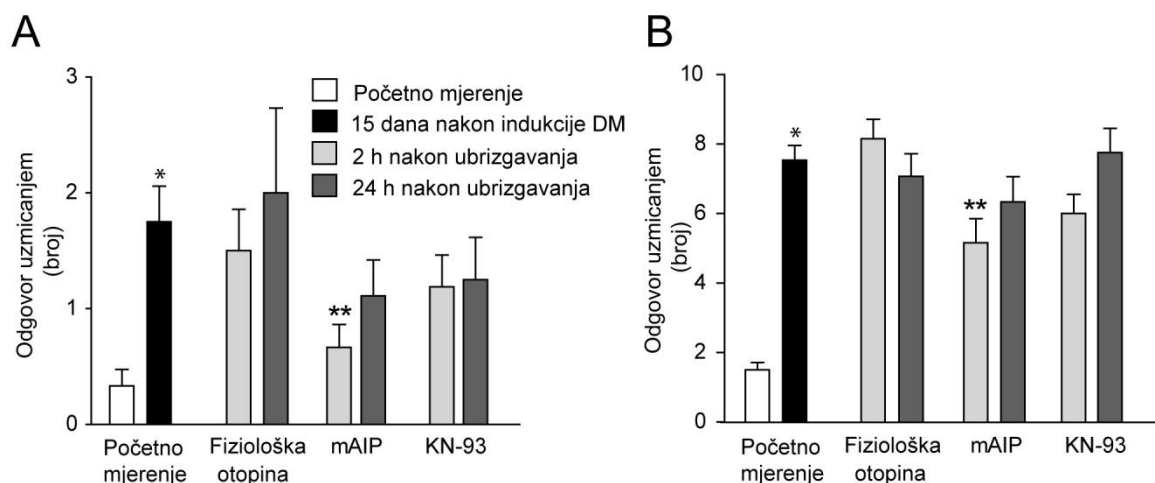 A
3
2
1
0
Odgovor uzmicanjem
(broj)
Početno mjerenje
15 dana nakon indukcije DM
2 h nakon ubrizgavanja
24 h nakon ubrizgavanja
*
**
Početno
mjerenje
Fiziološka
otopina
mAIP
KN-93
B
10
8
6
4
2
0
Odgovor uzmicanjem
(broj)
*
**
Početno
mjerenje
Fiziološka
otopina
mAIP
KN-93